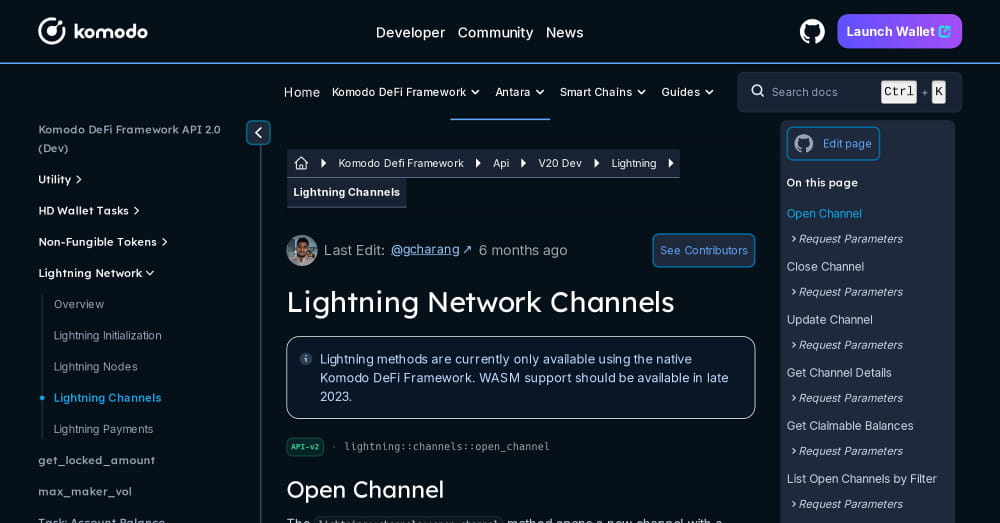 komodo
Developer Community News
Launch Wallet
Home Komodo DeFi Framework Antara Smart Chains Guides
Search docs Ctrl + K
Komodo DeFi Framework API 2.0
(Dev)
Utility
HD Wallet Tasks
Non-Fungible Tokens
Lightning Network
Overview
Lightning Initialization
Lightning Nodes
Lightning Channels
Lightning Payments
get_locked_amount
max_maker_vol
Task: Account Balance
Komodo Defi Framework Api V20 Dev Lightning
Lightning Channels
Last Edit: @gcharang ↗ 6 months ago
See Contributors
Lightning Network Channels
Lightning methods are currently only available using the native
Komodo DeFi Framework. WASM support should be available in late
2023.
API-v2 · lightning::channels::open_channel
Open Channel
The lightning::channels::open_channel method opens a new channel with a
Edit page
On this page
Open Channel
Request Parameters
Close Channel
Request Parameters
Update Channel
Request Parameters
Get Channel Details
Request Parameters
Get Claimable Balances
Request Parameters
List Open Channels by Filter
Request Parameters